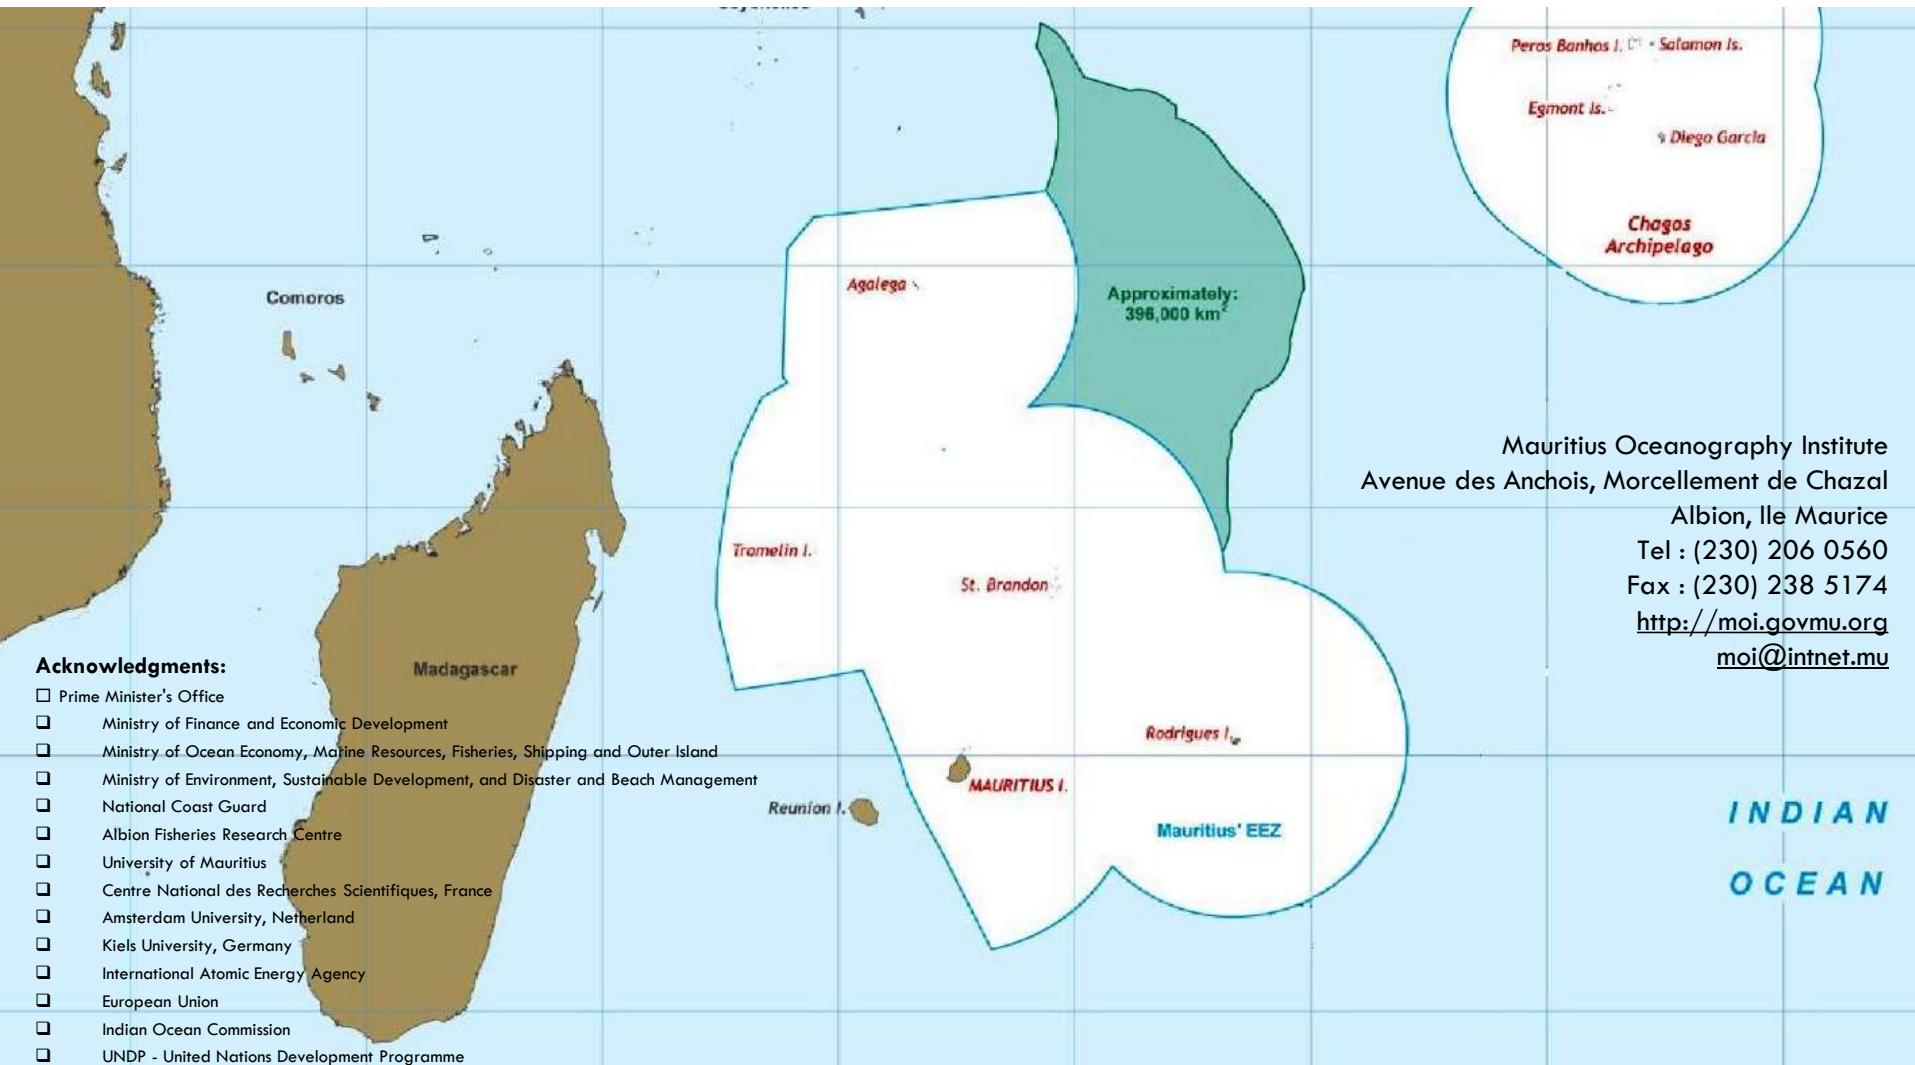 Peros Banhos I.
Salamon Is.
Egmont Is.
Diego Garcia
Chagos
Archipelago
Comoros
Agalega
Approximately:
396,000 km²
Tromelin I.
St. Brandon
Madagascar
Rodrigues I.
MAURITIUS I.
Reunion I.
Mauritius' EEZ
INDIAN
OCEAN
Mauritius Oceanography Institute
Avenue des Anchois, Morcellement de Chazal
Albion, Ile Maurice
Tel : (230) 206 0560
Fax : (230) 238 5174
http://moi.govmu.org
moi@intnet.mu
Acknowledgments:
Prime Minister's Office
Ministry of Finance and Economic Development
Ministry of Ocean Economy, Marine Resources, Fisheries, Shipping and Outer Island
Ministry of Environment, Sustainable Development, and Disaster and Beach Management
National Coast Guard
Albion Fisheries Research Centre
University of Mauritius
Centre National des Recherches Scientifiques, France
Amsterdam University, Netherland
Kiels University, Germany
International Atomic Energy Agency
European Union
Indian Ocean Commission
UNDP - United Nations Development Programme